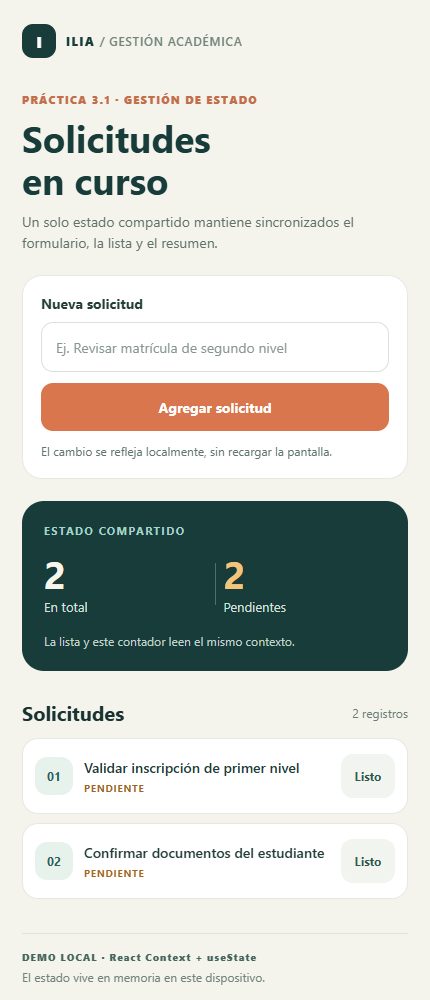 I ILIA / GESTIÓN ACADÉMICA
PRÁCTICA 3.1 · GESTIÓN DE ESTADO
Solicitudes
en curso
Un solo estado compartido mantiene sincronizados el
formulario, la lista y el resumen.
Nueva solicitud
Ej. Revisar matrícula de segundo nivel
Agregar solicitud
El cambio se refleja localmente, sin recargar la pantalla.
ESTADO COMPARTIDO
2 2
En total Pendientes
La lista y este contador leen el mismo contexto.
Solicitudes 2 registros
01 Validar inscripción de primer nivel Listo
PENDIENTE
02 Confirmar documentos del estudiante Listo
PENDIENTE
DEMO LOCAL · React Context + useState
El estado vive en memoria en este dispositivo.